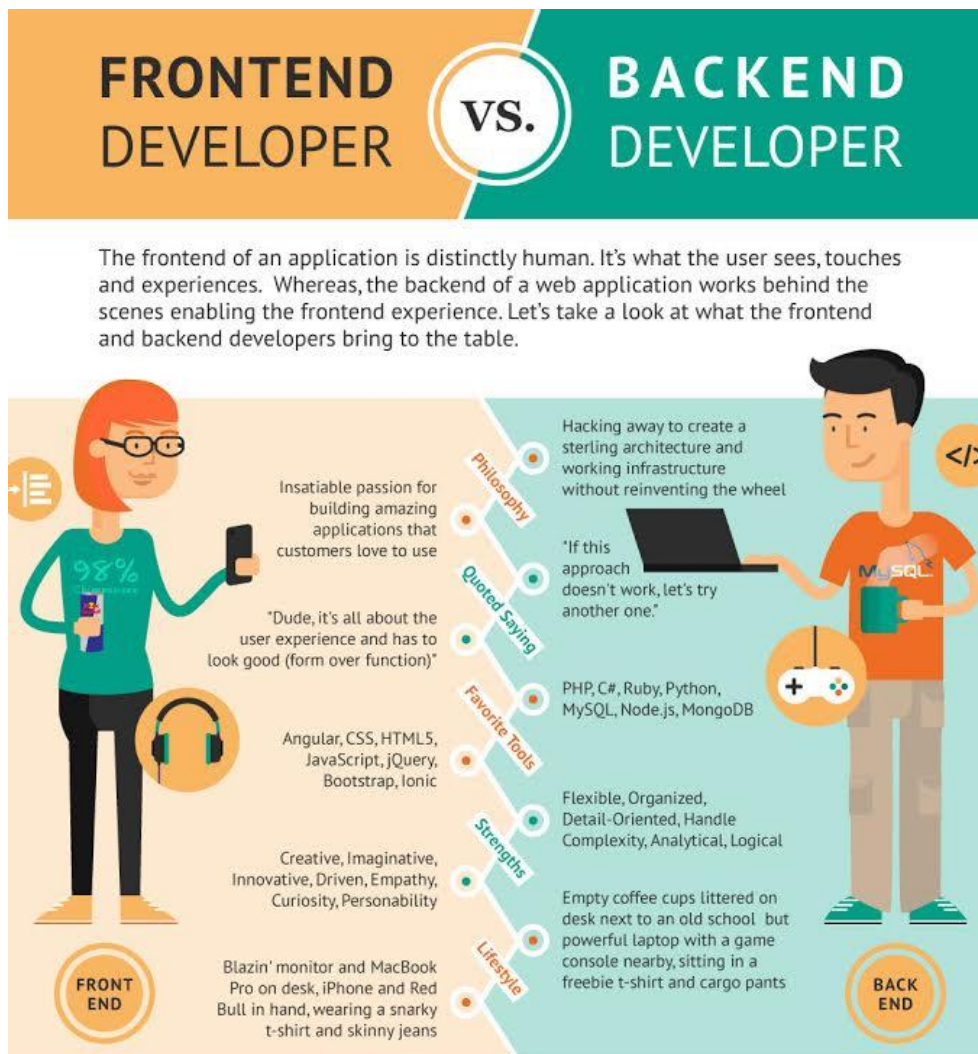 FRONTEND
DEVELOPER
VS.
BACKEND
DEVELOPER
The frontend of an application is distinctly human. It's what the user sees, touches
and experiences.  Whereas, the backend of a web application works behind the
scenes enabling the frontend experience. Let's take a look at what the frontend
and backend developers bring to the table.
Philosophy
Insatiable passion for
building amazing
applications that
customers love to use
Hacking away to create a
sterling architecture and
working infrastructure
without reinventing the wheel
Quoted Saying
"Dude, it's all about the
user experience and has to
look good (form over function)"
"If this
approach
doesn't work, let's try
another one."
Favorite Tools
Angular, CSS, HTML5,
JavaScript, jQuery,
Bootstrap, Ionic
PHP, C#, Ruby, Python,
MySQL, Node.js, MongoDB
Strengths
Creative, Imaginative,
Innovative, Driven, Empathy,
Curiosity, Personability
Flexible, Organized,
Detail-Oriented, Handle
Complexity, Analytical, Logical
Lifestyle
Blazin' monitor and MacBook
Pro on desk, iPhone and Red
Bull in hand, wearing a snarky
t-shirt and skinny jeans
Empty coffee cups littered on
desk next to an old school  but
powerful laptop with a game
console nearby, sitting in a
freebie t-shirt and cargo pants
98%
MySQL
</>
FRONT
END
BACK
END